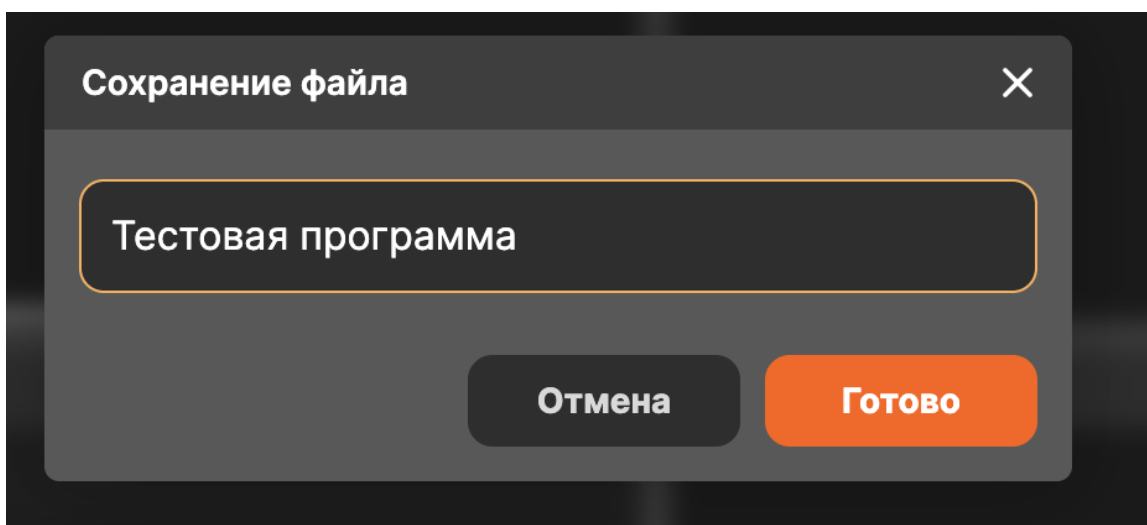 Сохранение файла
Тестовая программа
Отмена Готово